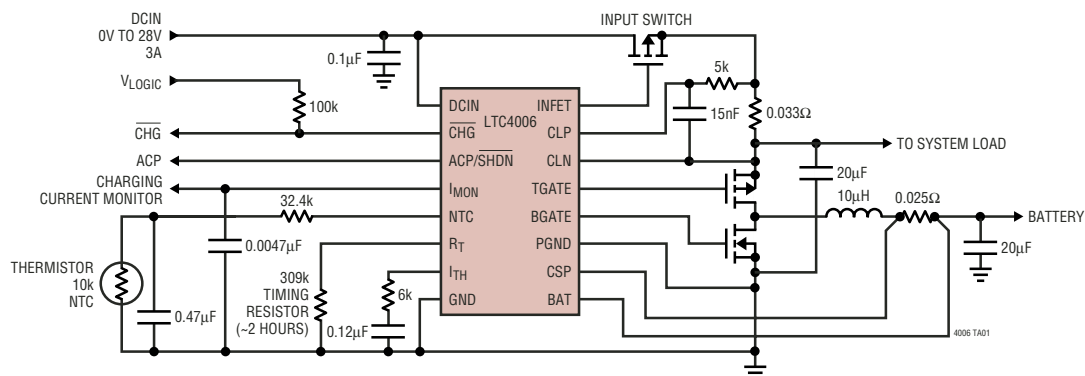 DCIN
0V TO 28V
3A
INPUT SWITCH
0.1μF
5k
VLOGIC
100k
15nF
0.033Ω
LTC4006
DCIN
INFET
CHG
CHG
CLP
TO SYSTEM LOAD
ACP
ACP/SHDN
CLN
20μF
CHARGING
CURRENT MONITOR
IMON
TGATE
10μH
0.025Ω
32.4k
NTC
BGATE
BATTERY
0.0047μF
RT
PGND
20μF
THERMISTOR
10k
NTC
309k
TIMING
RESISTOR
(~2 HOURS)
6k
ITH
CSP
GND
BAT
0.47μF
0.12μF
4006 TA01